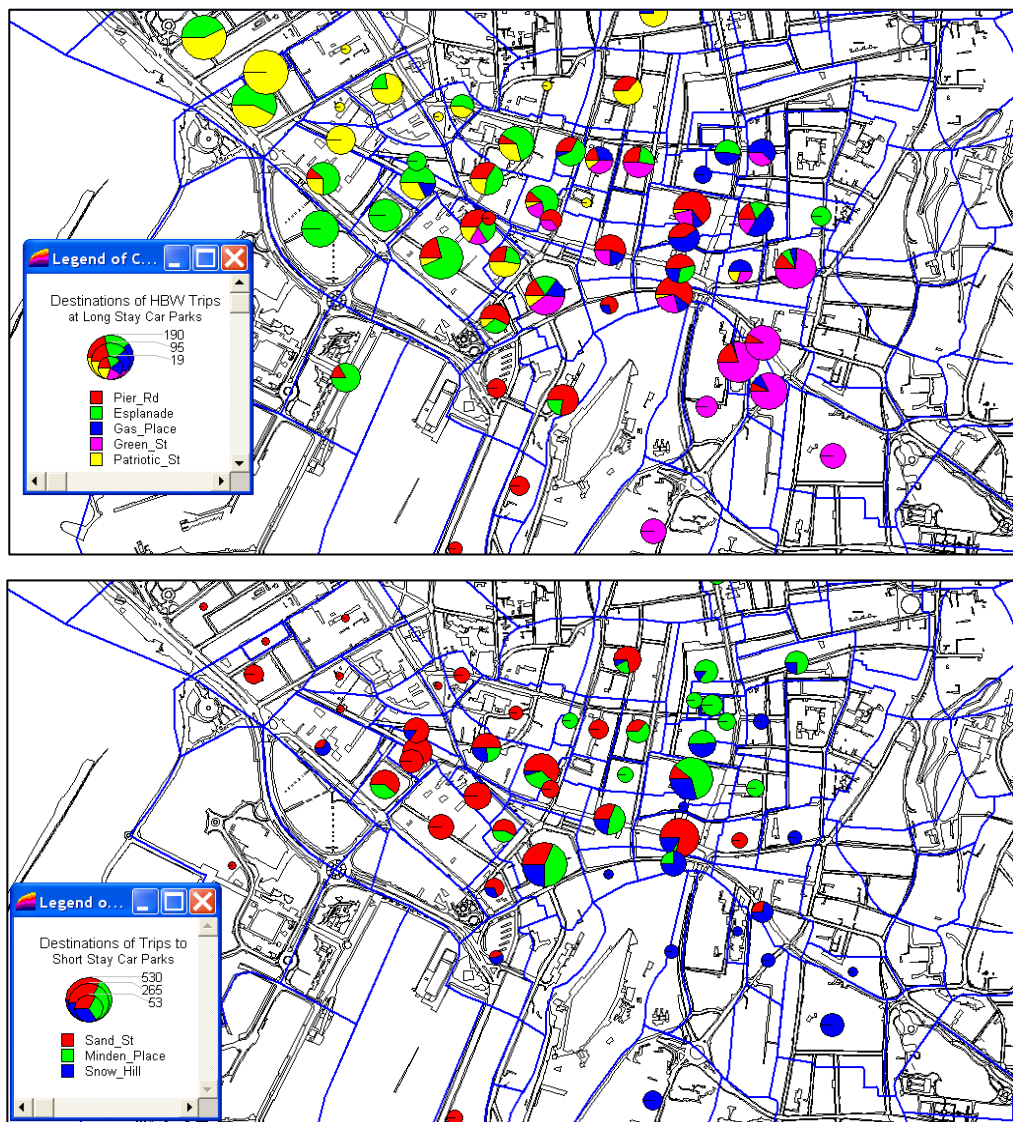 Legend of C...
Destinations of HBW Trips
at Long Stay Car Parks
190
95
19
Pier_Rd
Esplanade
Gas_Place
Green_St
Patriotic_St
Legend o...
Destinations of Trips to
Short Stay Car Parks
530
265
53
Sand_St
Minden_Place
Snow_Hill